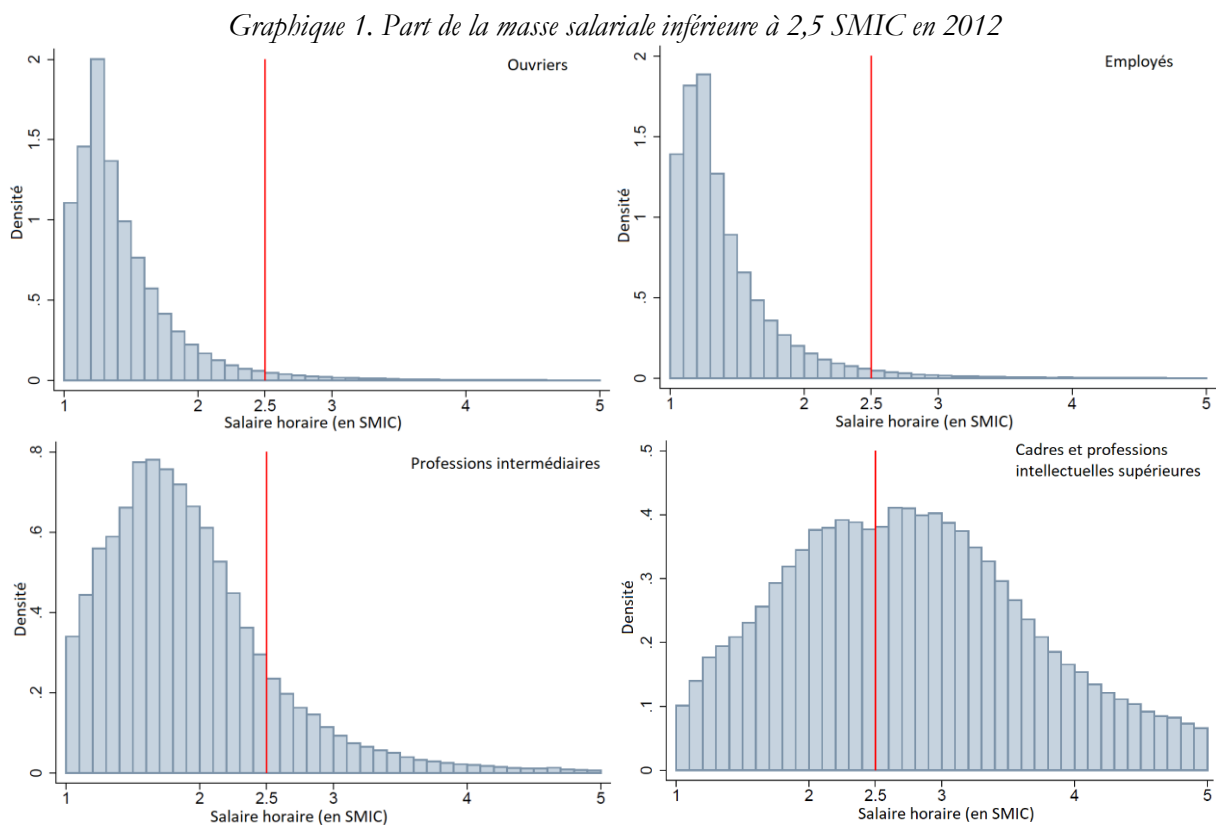 Graphique 1. Part de la masse salariale inférieure à 2,5 SMIC en 2012
Ouvriers
Densité
2
1.5
1
.5
0
1 2 2.5 3 4 5
Salaire horaire (en SMIC)
Employés
Densité
2
1.5
1
.5
0
1 2 2.5 3 4 5
Salaire horaire (en SMIC)
Professions intermédiaires
Densité
.8
.6
.4
.2
0
1 2 2.5 3 4 5
Salaire horaire (en SMIC)
Cadres et professions
intellectuelles supérieures
Densité
.5
.4
.3
.2
.1
0
1 2 2.5 3 4 5
Salaire horaire (en SMIC)